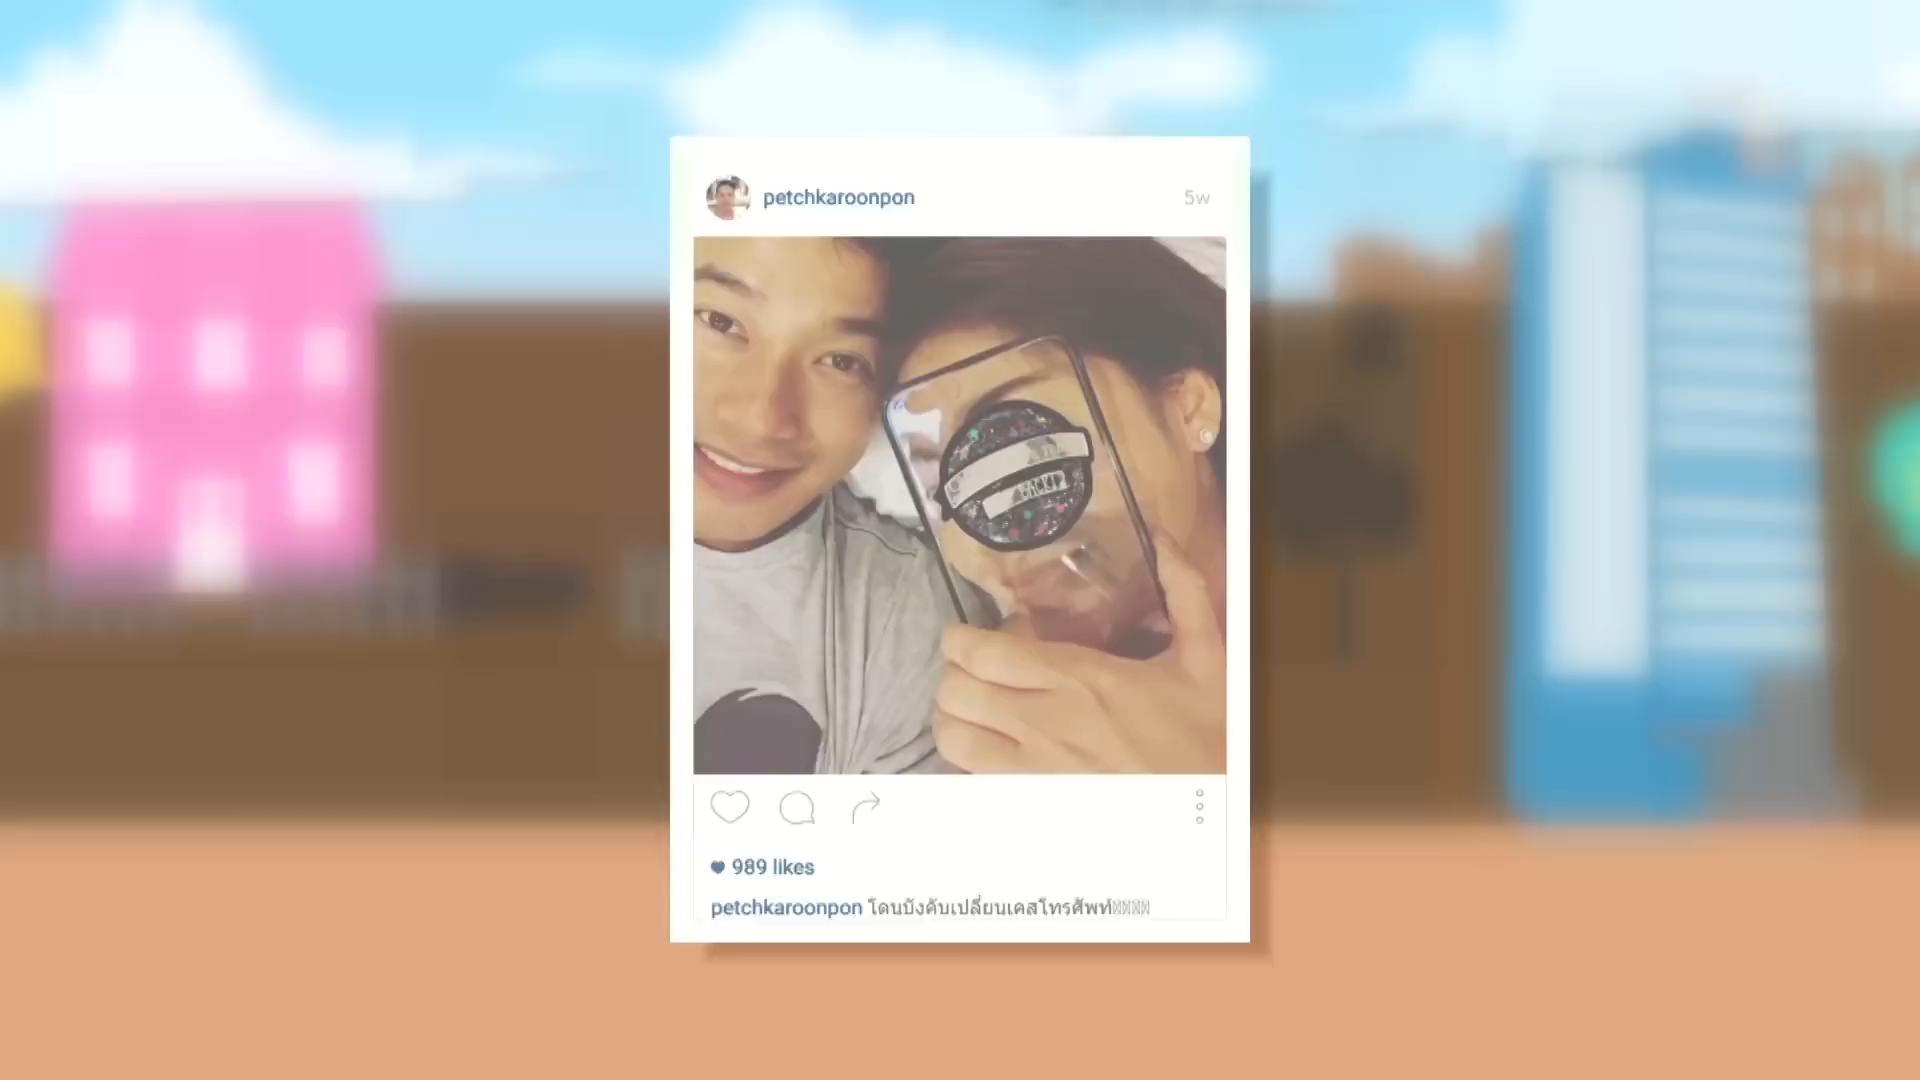 petchkaroonpon
5w
989 likes
petchkaroonpon โดนบังคับเปลี่ยนเคสโทรศัพท์